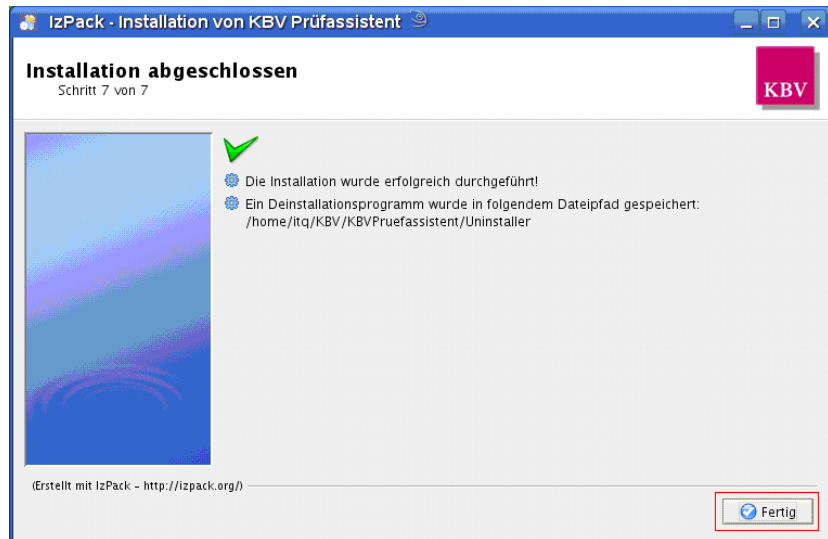 IzPack - Installation von KBV Prüfassistent
Installation abgeschlossen
Schritt 7 von 7
KBV
Die Installation wurde erfolgreich durchgeführt!
Ein Deinstallationsprogramm wurde in folgendem Dateipfad gespeichert:
/home/itq/KBV/KBVPruefassistent/Uninstaller
(Erstellt mit IzPack - http://izpack.org/)
Fertig